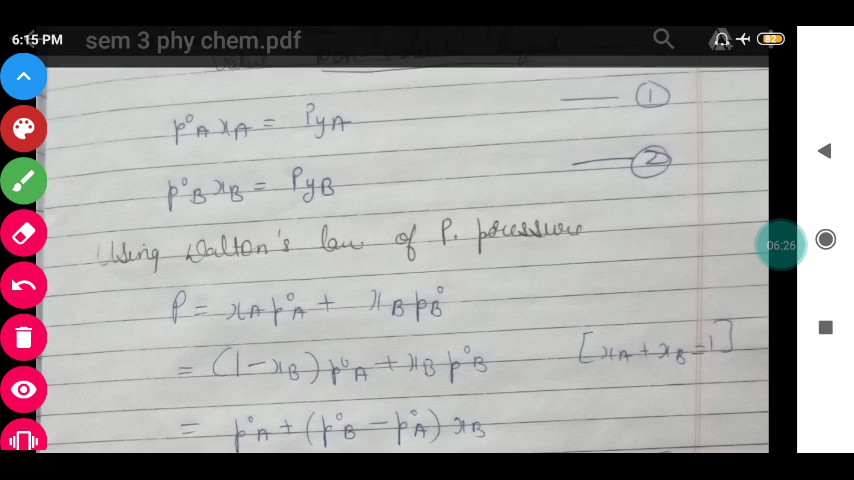 6:15 PM
sem 3 phy chem.pdf
82
p°A xA = PyA —— ①
p°B xB = PyB —— ②
Using Dalton's law of P. pressure
06:26
P = xA p°A + xB p°B
= (1 - xB) p°A + xB p°B [xA + xB = 1]
= p°A + (p°B - p°A) xB